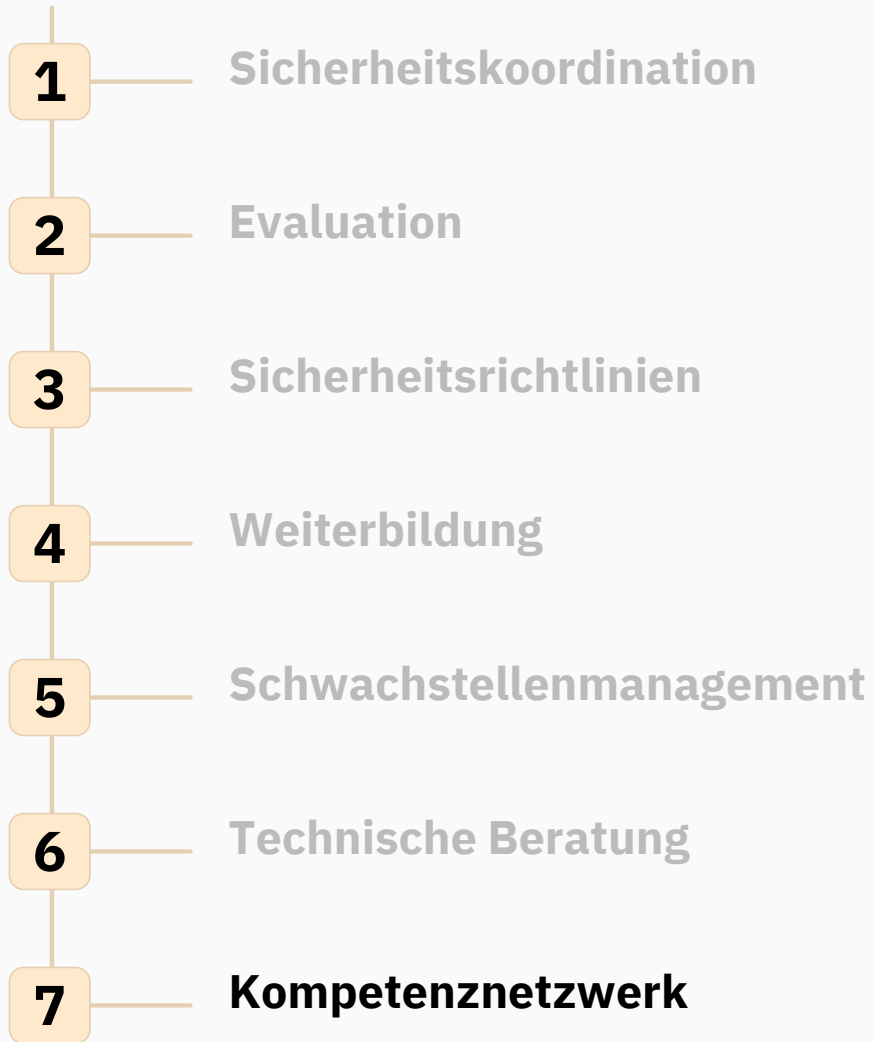 1 Sicherheitskoordination
2 Evaluation
3 Sicherheitsrichtlinien
4 Weiterbildung
5 Schwachstellenmanagement
6 Technische Beratung
7 Kompetenznetzwerk